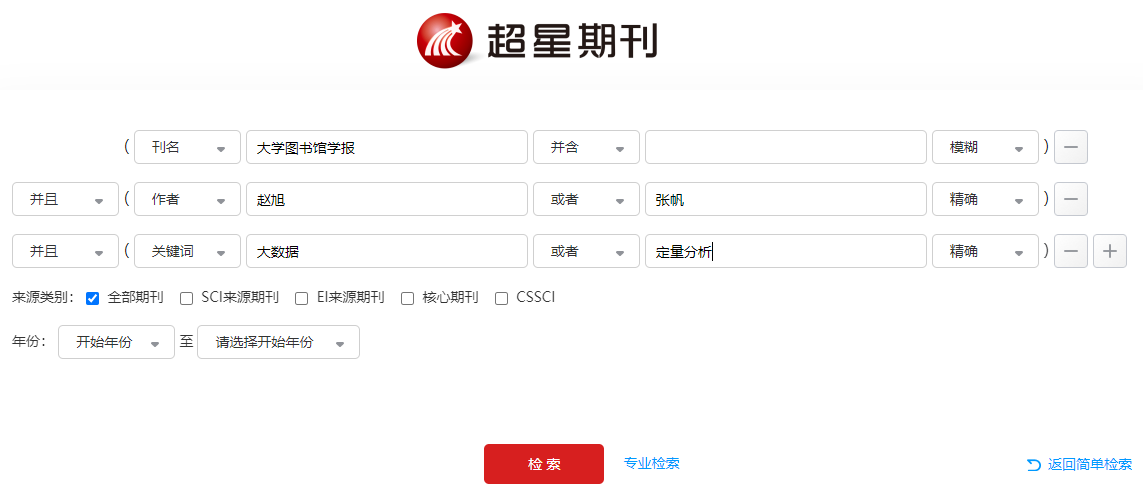 超星期刊
( 刊名 大学图书馆学报 并含 模糊 )
并且 ( 作者 赵旭 或者 张帆 精确 )
并且 ( 关键词 大数据 或者 定量分析 精确 )
来源类别: 全部期刊 SCI来源期刊 EI来源期刊 核心期刊 CSSCI
年份: 开始年份 至 请选择开始年份
检索 专业检索 返回简单检索